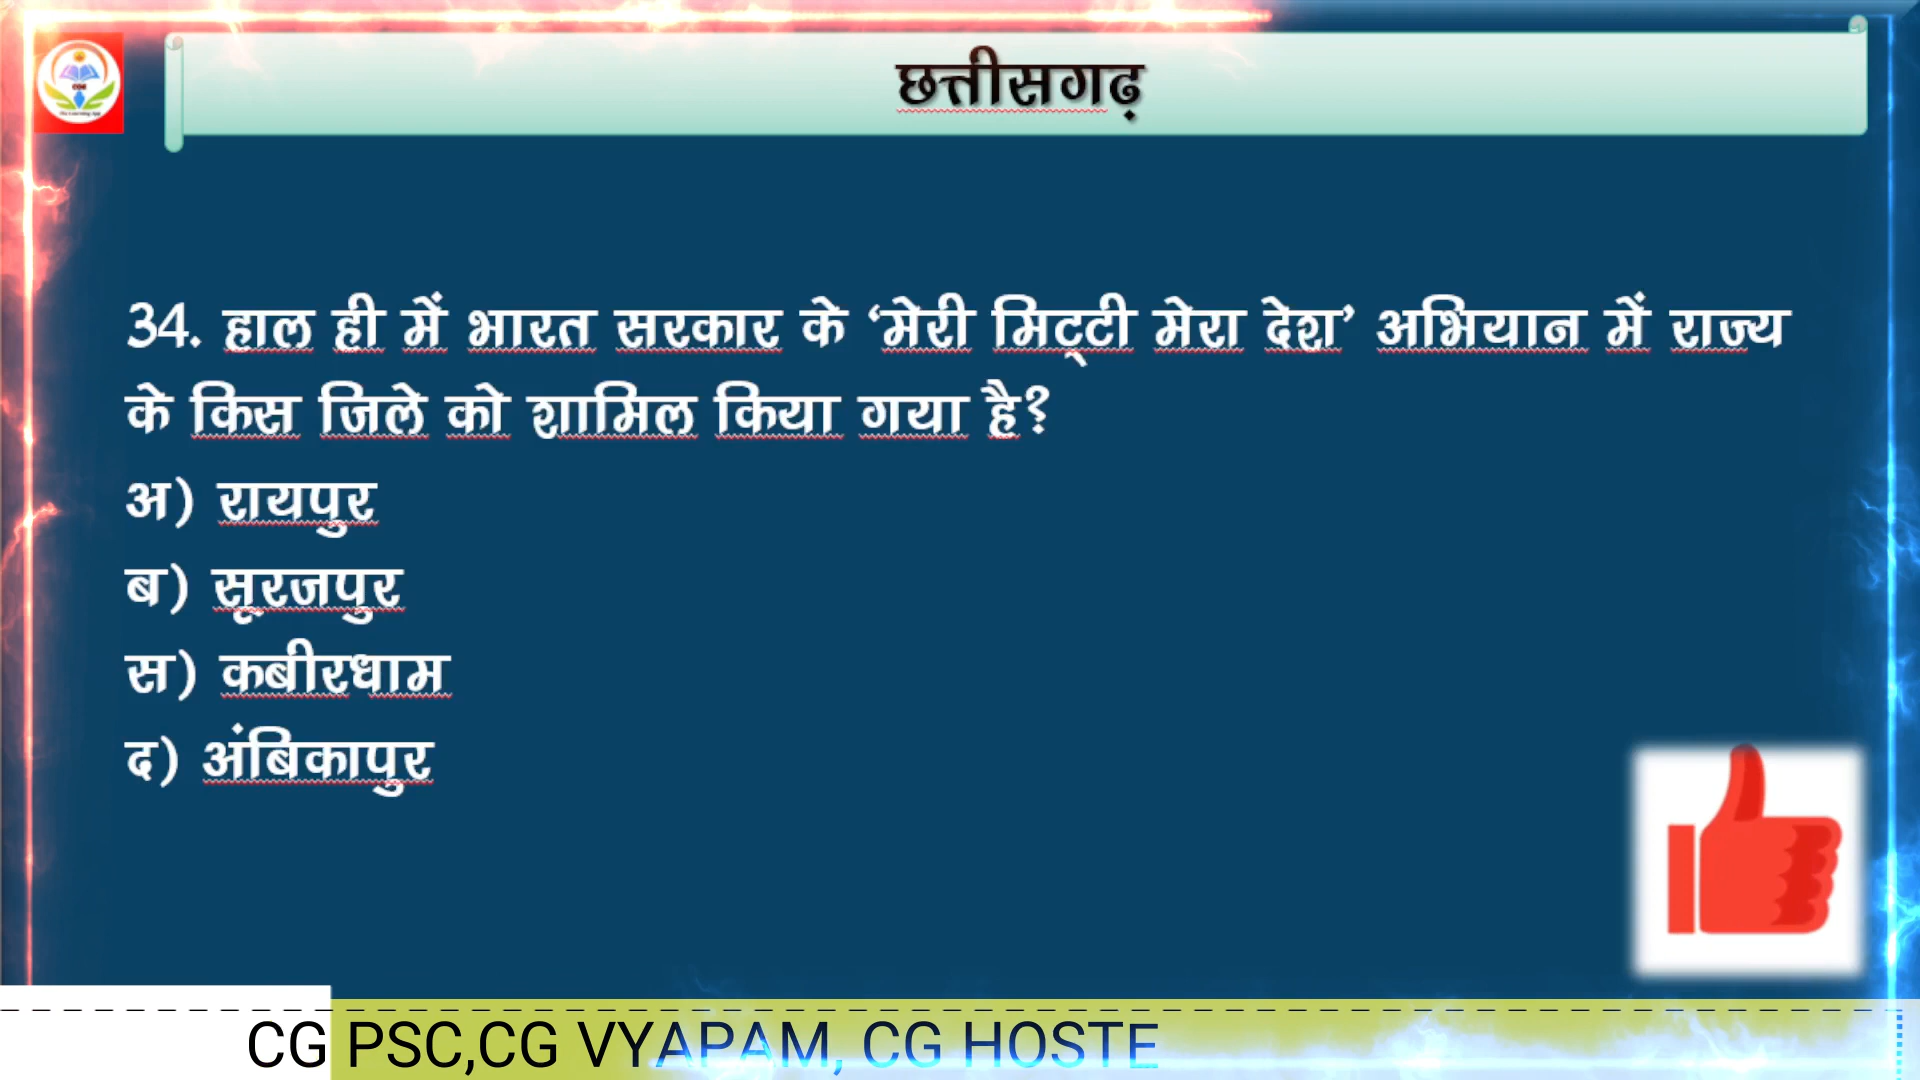 छत्तीसगढ़
34. हाल ही में भारत सरकार के ‘मेरी मिट्टी मेरा देश’ अभियान में राज्य
के किस जिले को शामिल किया गया है?
अ) रायपुर
ब) सूरजपुर
स) कबीरधाम
द) अंबिकापुर
CG PSC,CG VYAPAM, CG HOSTE